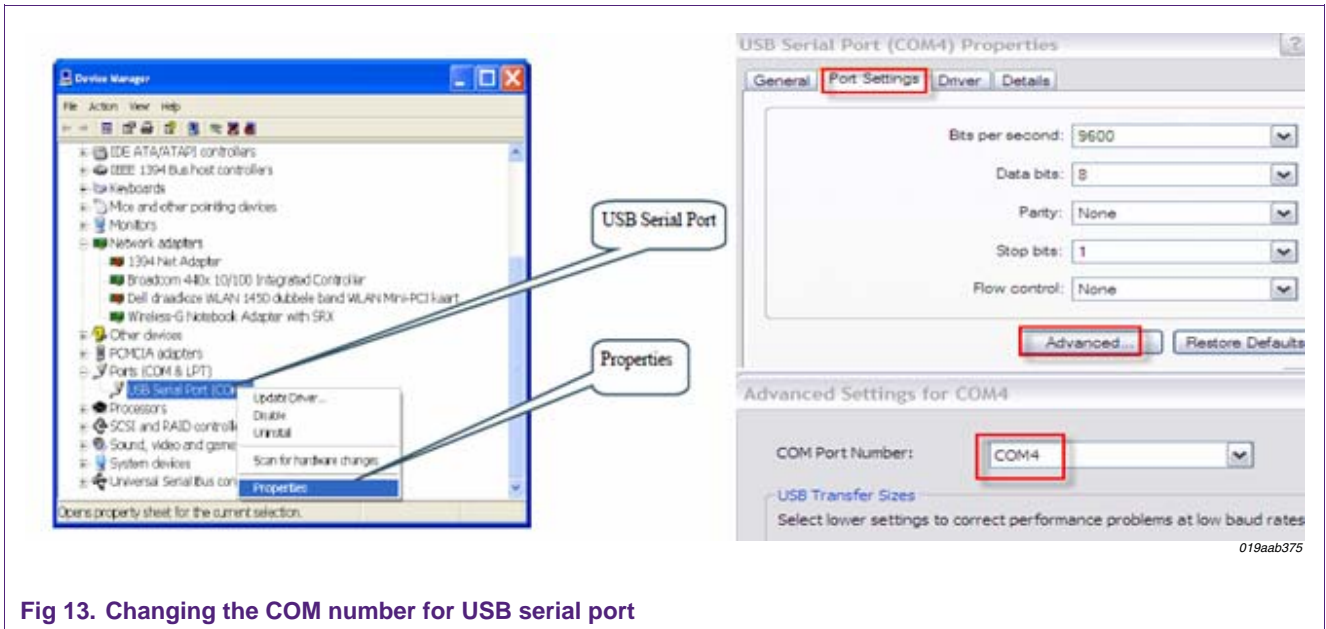 Device Manager
File Action View Help
IDE ATA/ATAPI controllers
IEEE 1394 Bus host controllers
Keyboards
Mice and other pointing devices
Monitors
Network adapters
1394 Net Adapter
Broadcom 440x 10/100 Integrated Controller
Dell draadloze WLAN 1450 dubbele band WLAN Mini-PCI kaart
Wireless-G Notebook Adapter with SRX
Other devices
PCMCIA adapters
Ports (COM & LPT)
USB Serial Port (COM
Processors
SCSI and RAID controlle
Sound, video and game
System devices
Universal Serial Bus con
Update Driver...
Disable
Uninstall
Scan for hardware changes
Properties
Opens property sheet for the current selection.
USB Serial Port
Properties
USB Serial Port (COM4) Properties
?
General Port Settings Driver Details
Bits per second: 9600
Data bits: 8
Parity: None
Stop bits: 1
Flow control: None
Advanced... Restore Defaults
Advanced Settings for COM4
COM Port Number: COM4
USB Transfer Sizes
Select lower settings to correct performance problems at low baud rates
019aab375
Fig 13. Changing the COM number for USB serial port